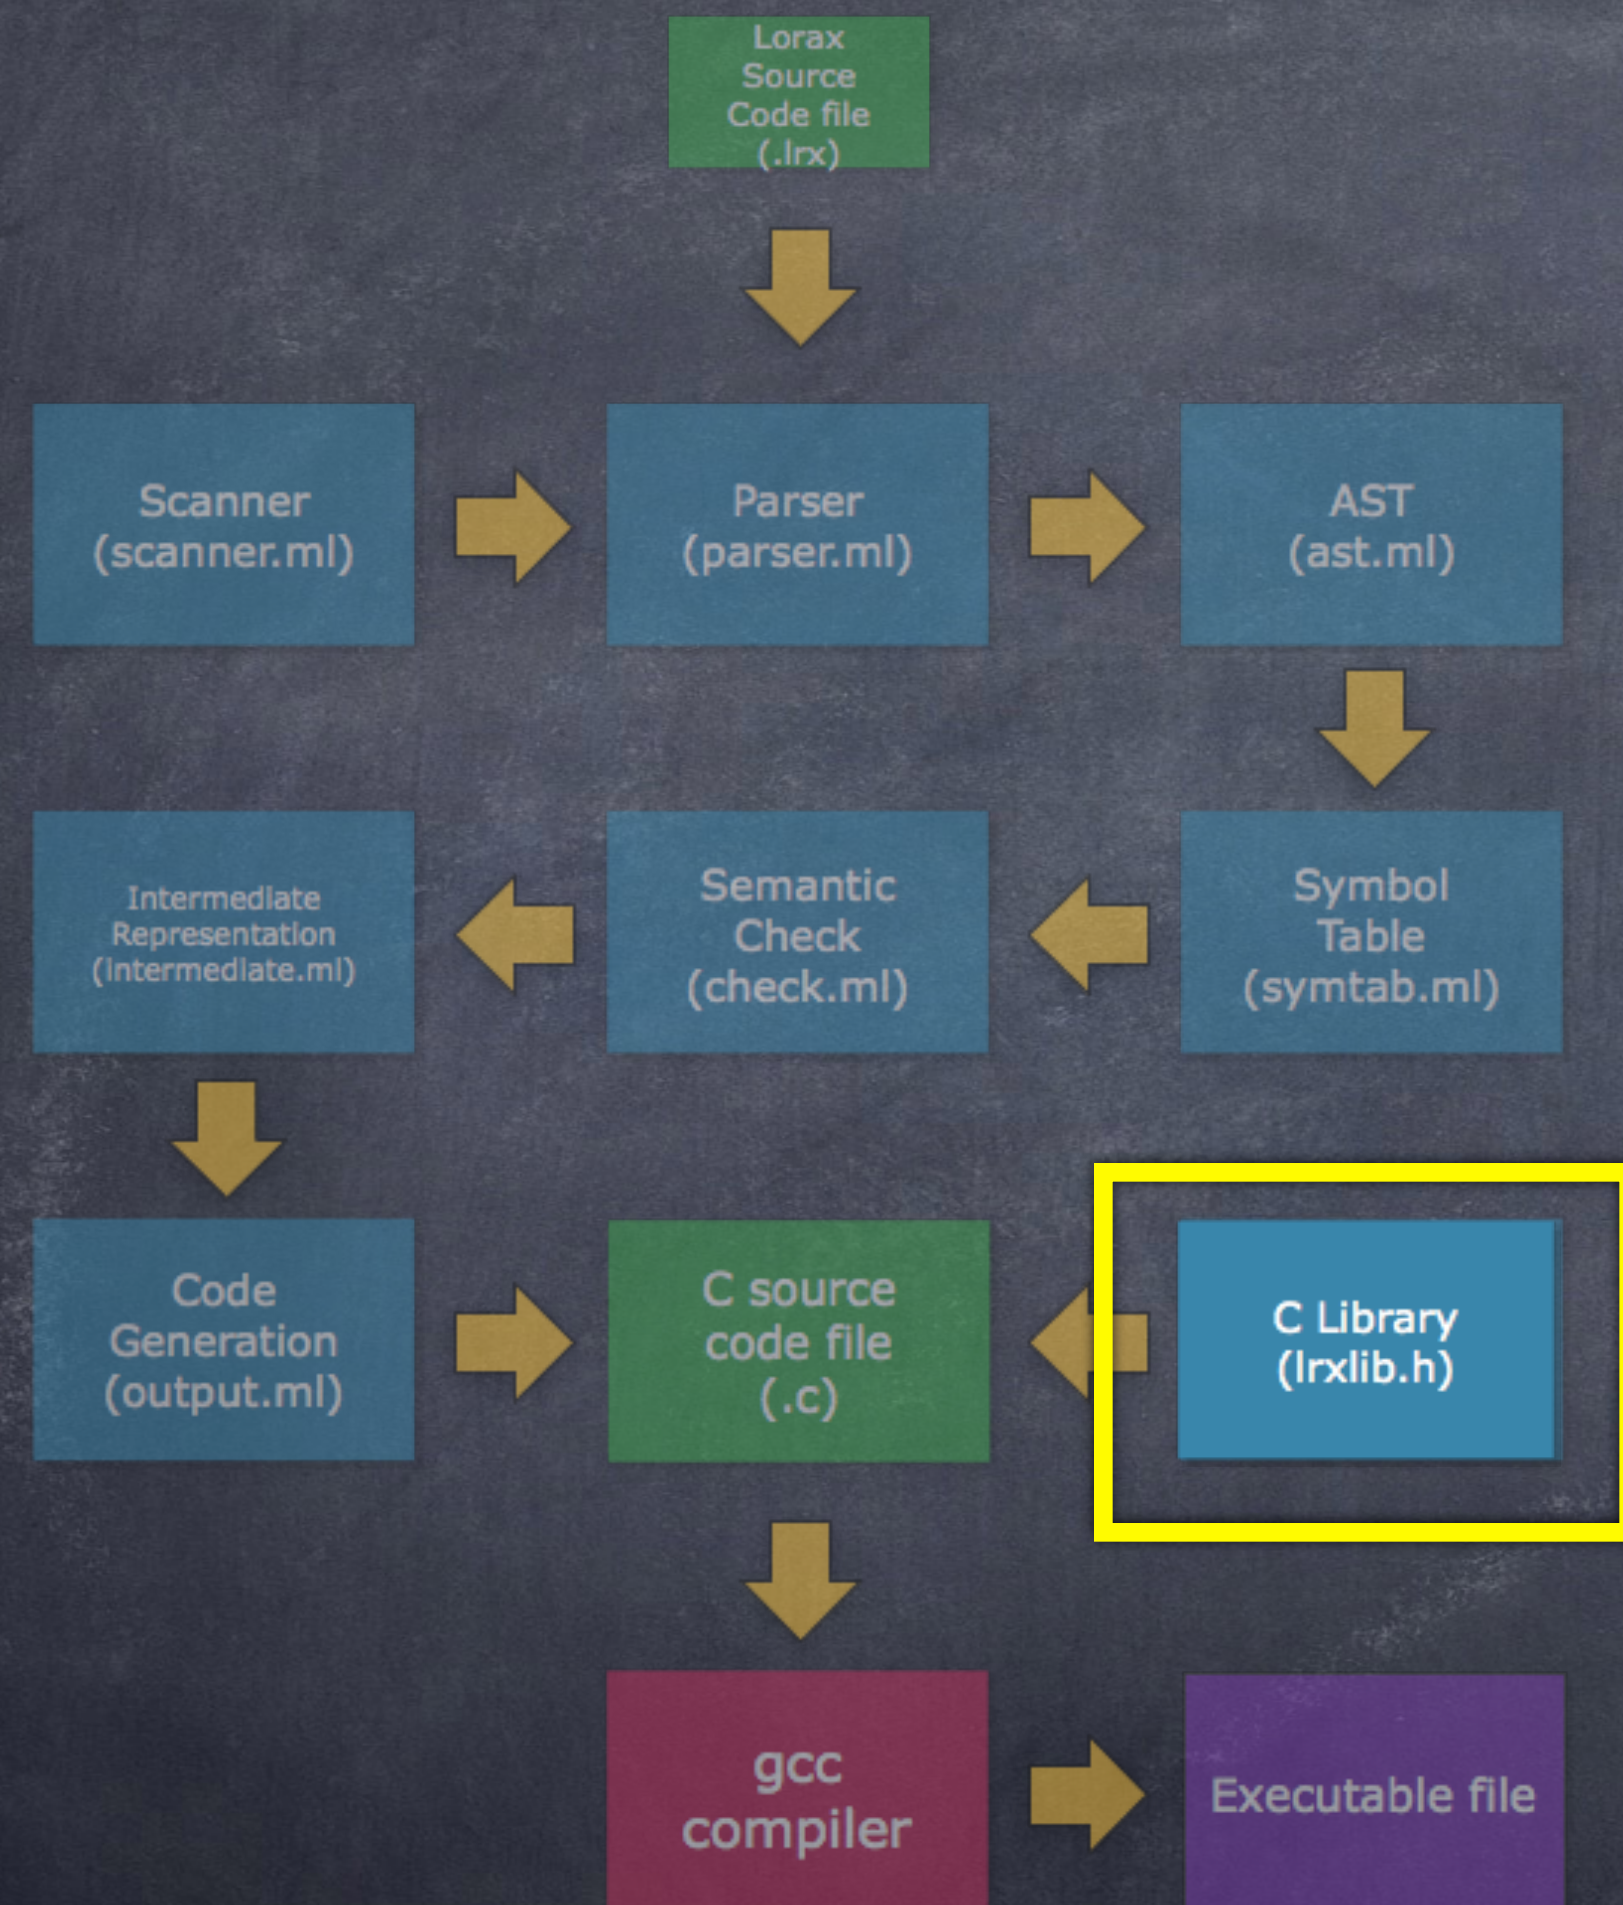 Lorax
Source
Code file
(.lrx)
Scanner
(scanner.ml)
Parser
(parser.ml)
AST
(ast.ml)
Intermediate
Representation
(intermediate.ml)
Semantic
Check
(check.ml)
Symbol
Table
(symtab.ml)
Code
Generation
(output.ml)
C source
code file
(.c)
C Library
(lrxlib.h)
gcc
compiler
Executable file